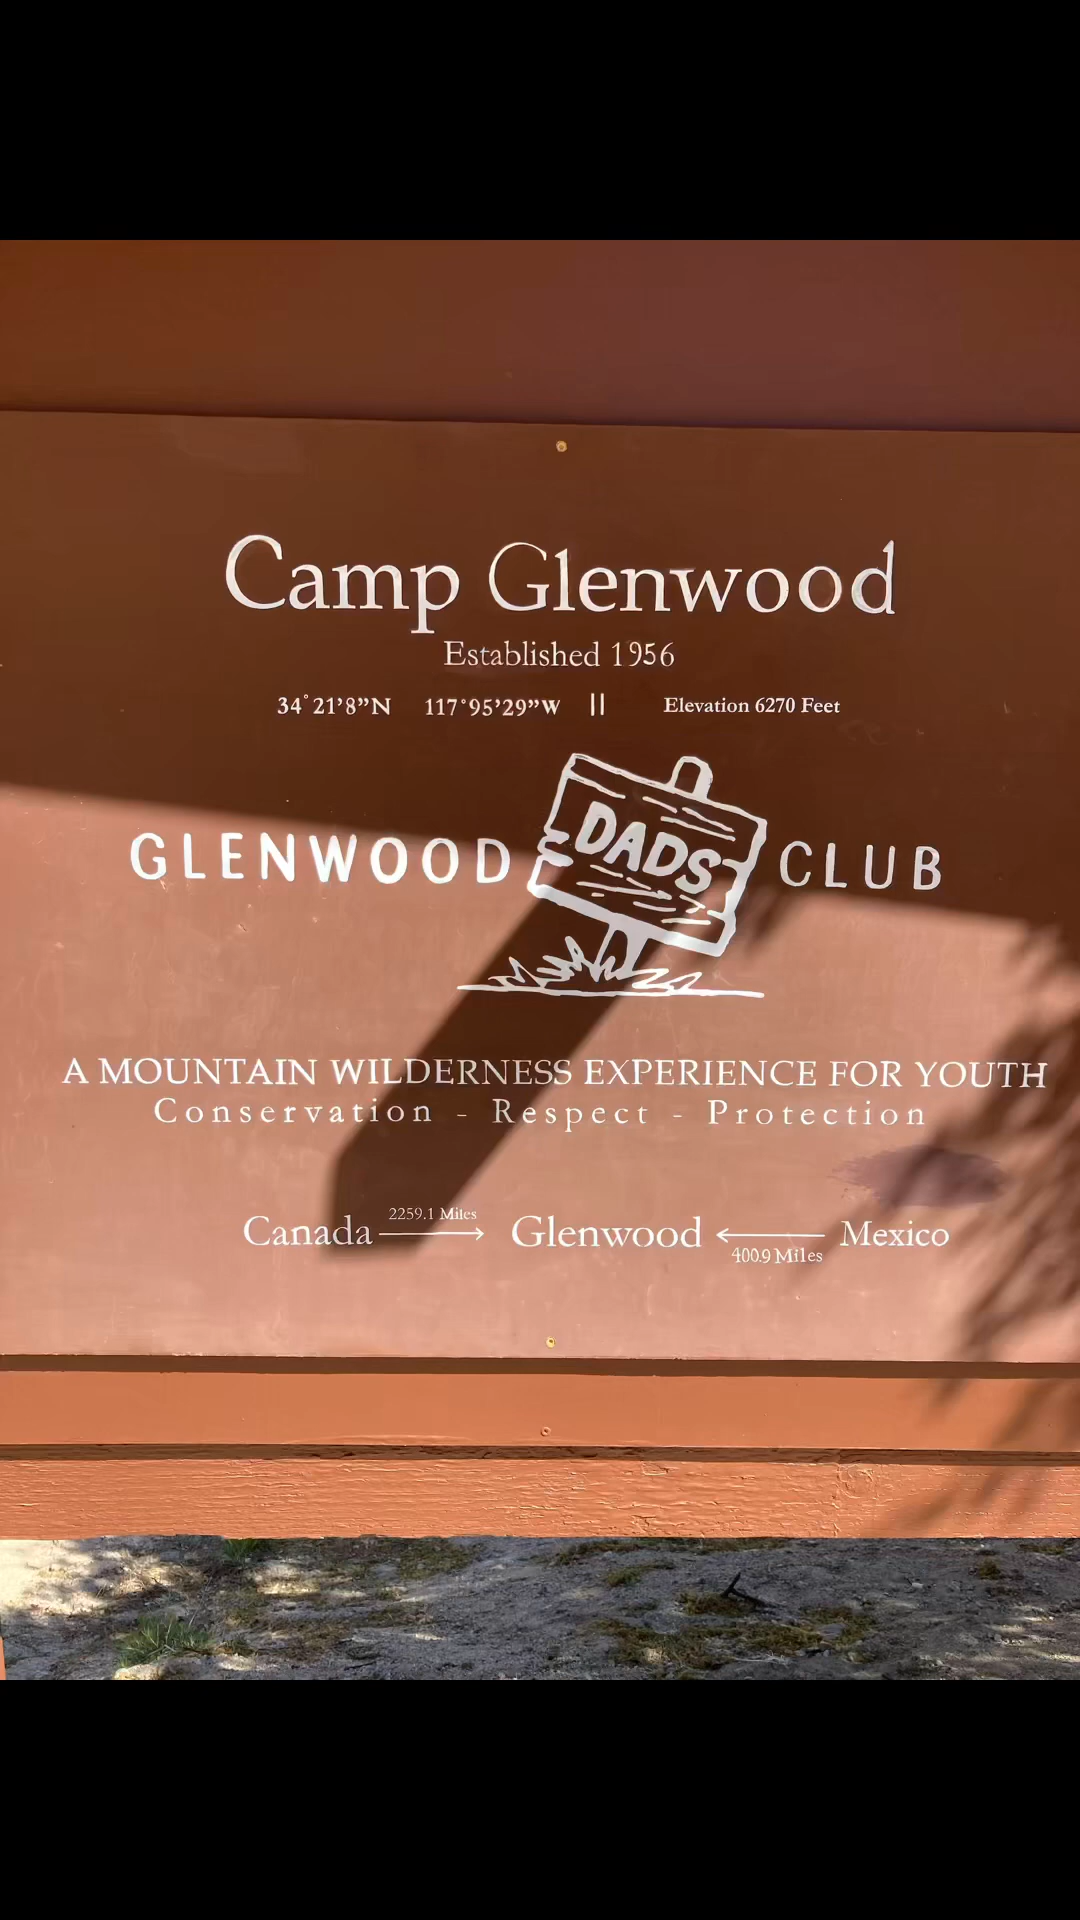 Camp Glenwood
Established 1956
34°21’8”N 117°95’29”W || Elevation 6270 Feet
GLENWOOD DADS CLUB
A MOUNTAIN WILDERNESS EXPERIENCE FOR YOUTH
Conservation - Respect - Protection
2259.1 Miles
Canada → Glenwood ← Mexico
400.9 Miles